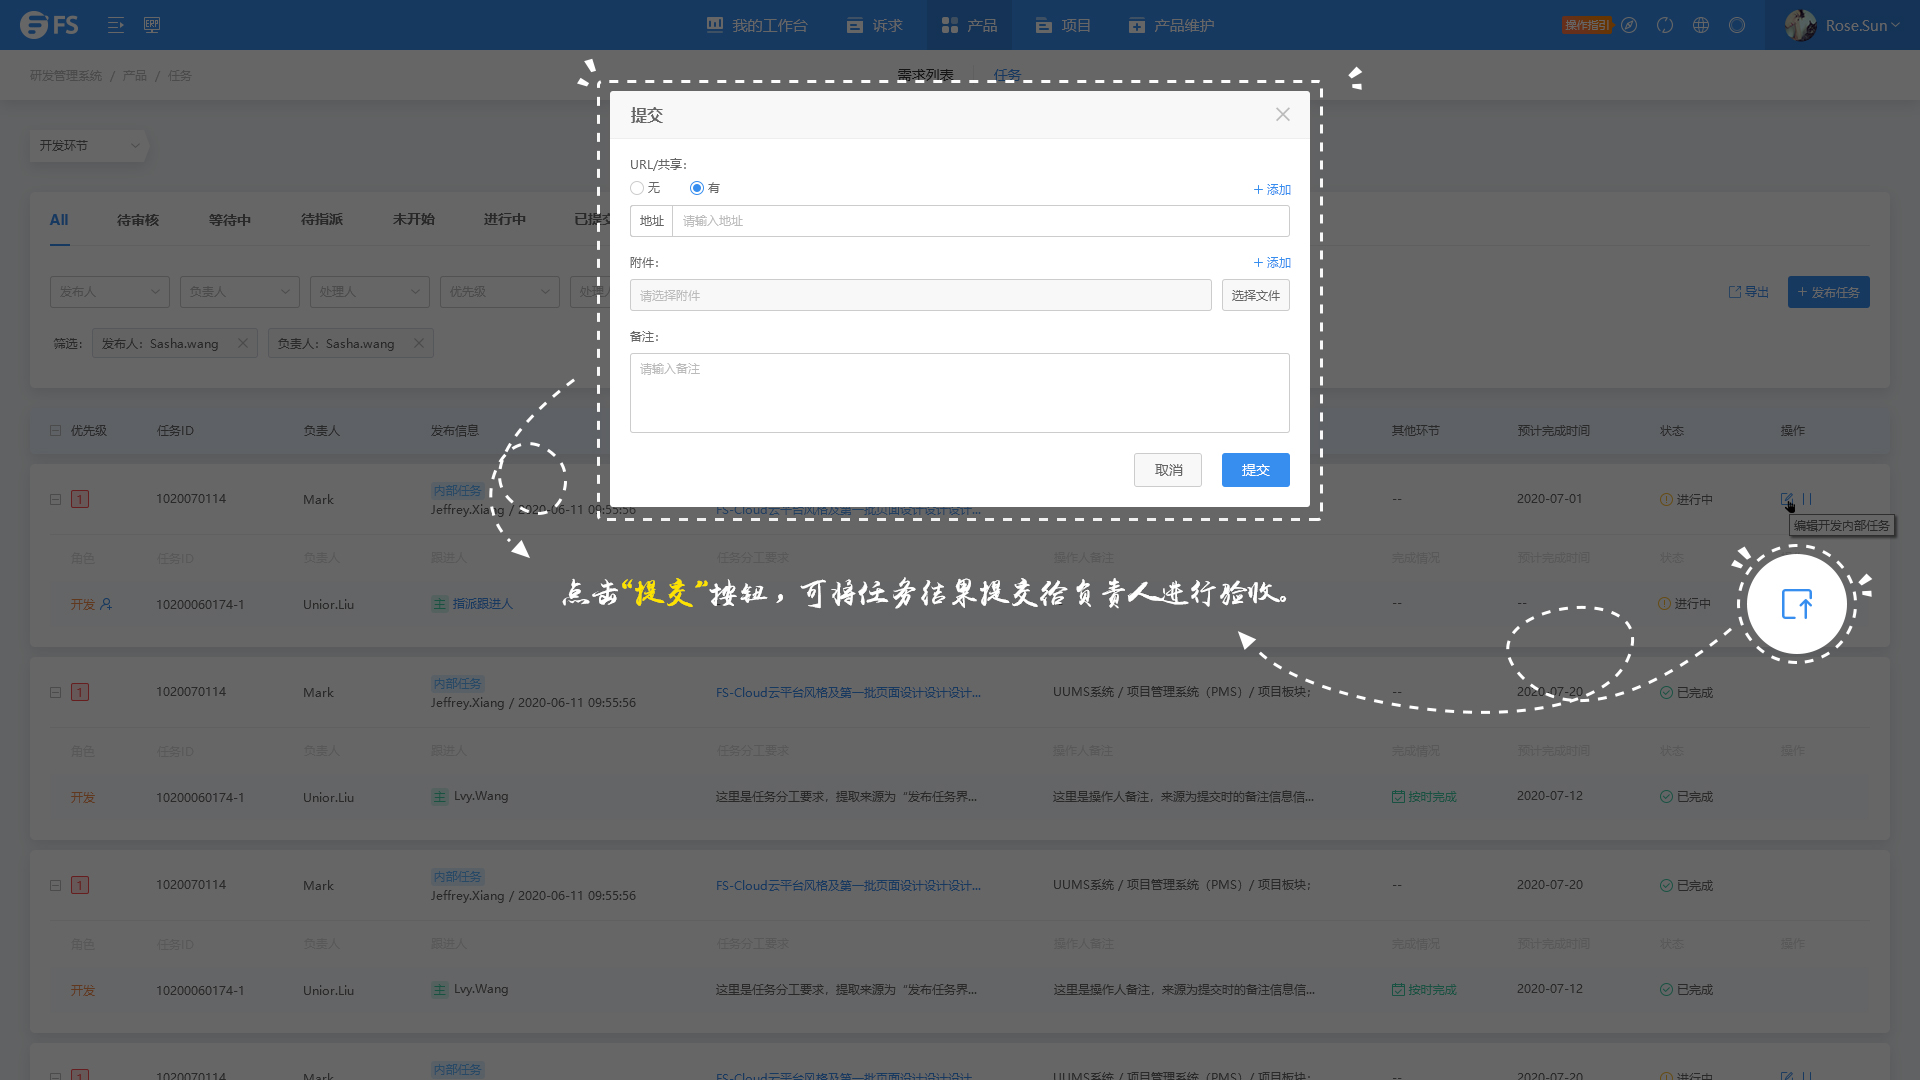 FS
ERP
我的工作台
诉求
产品
项目
产品维护
操作指引
Rose.Sun
研发管理系统 / 产品 / 任务
需求列表
任务
开发环节
All 待审核 等待中 待指派 未开始 进行中 已提交
发布人 负责人 处理人 优先级
导出
+ 发布任务
筛选：
发布人：Sasha.wang
负责人：Sasha.wang
提交
URL/共享：
无 有
+ 添加
地址 请输入地址
附件：
+ 添加
请选择附件
选择文件
备注：
请输入备注
取消 提交
优先级 任务ID 负责人 发布信息 其他环节 预计完成时间 状态 操作
1 1020070114 Mark 内部任务 -- 2020-07-01 进行中
Jeffrey.Xiang / 2020-06-11 09:55:56
FS-Cloud云平台风格及第一批页面设计设计设计...
编辑开发内部任务
角色 任务ID 负责人 跟进人 任务分工要求 操作人备注 完成情况 预计完成时间 状态
开发 10200060174-1 Unior.Liu 主 指派跟进人 -- -- 进行中
点击“提交”按钮，可将任务结果提交给负责人进行验收。
1 1020070114 Mark 内部任务
Jeffrey.Xiang / 2020-06-11 09:55:56
FS-Cloud云平台风格及第一批页面设计设计设计... UUMS系统 / 项目管理系统（PMS）/ 项目板块； -- 2020-07-20 已完成
角色 任务ID 负责人 跟进人 任务分工要求 操作人备注 完成情况 预计完成时间 状态 操作
开发 10200060174-1 Unior.Liu 主 Lvy.Wang 这里是任务分工要求，提取来源为“发布任务界... 这里是操作人备注，来源为提交时的备注信息信... 按时完成 2020-07-12 已完成
1 1020070114 Mark 内部任务
Jeffrey.Xiang / 2020-06-11 09:55:56
FS-Cloud云平台风格及第一批页面设计设计设计... UUMS系统 / 项目管理系统（PMS）/ 项目板块； -- 2020-07-20 已完成
角色 任务ID 负责人 跟进人 任务分工要求 操作人备注 完成情况 预计完成时间 状态 操作
开发 10200060174-1 Unior.Liu 主 Lvy.Wang 这里是任务分工要求，提取来源为“发布任务界... 这里是操作人备注，来源为提交时的备注信息信... 按时完成 2020-07-12 已完成
1 1020070114 Mark 内部任务 FS-Cloud云平台风格及第一批页面设计设计设计... UUMS系统 / 项目管理系统（PMS）/ 项目板块； -- 进行中